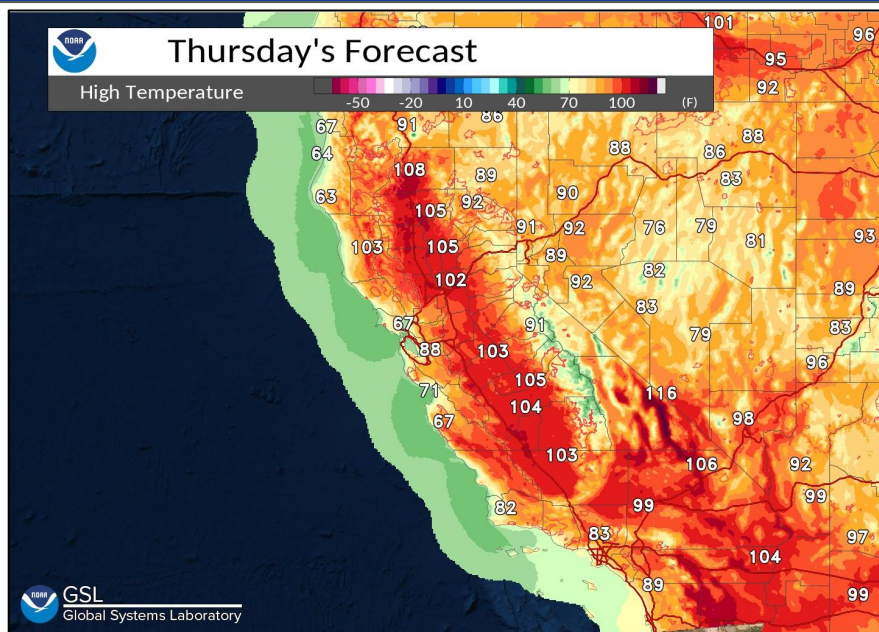 NOAA
Thursday's Forecast
High Temperature
-50 -20 10 40 70 100 (F)
101
96
95
92
67 91 86
64 88 86 88
108 89 83
63 92 90
105 91 92 76 79
103 105 89 81 93
102 92 82 89
83
67 91 83
88 103 79 96
71 105 116
67 104 98
103 106 92
82 99 99
83 97
104
89 99
NOAA
GSL
Global Systems Laboratory